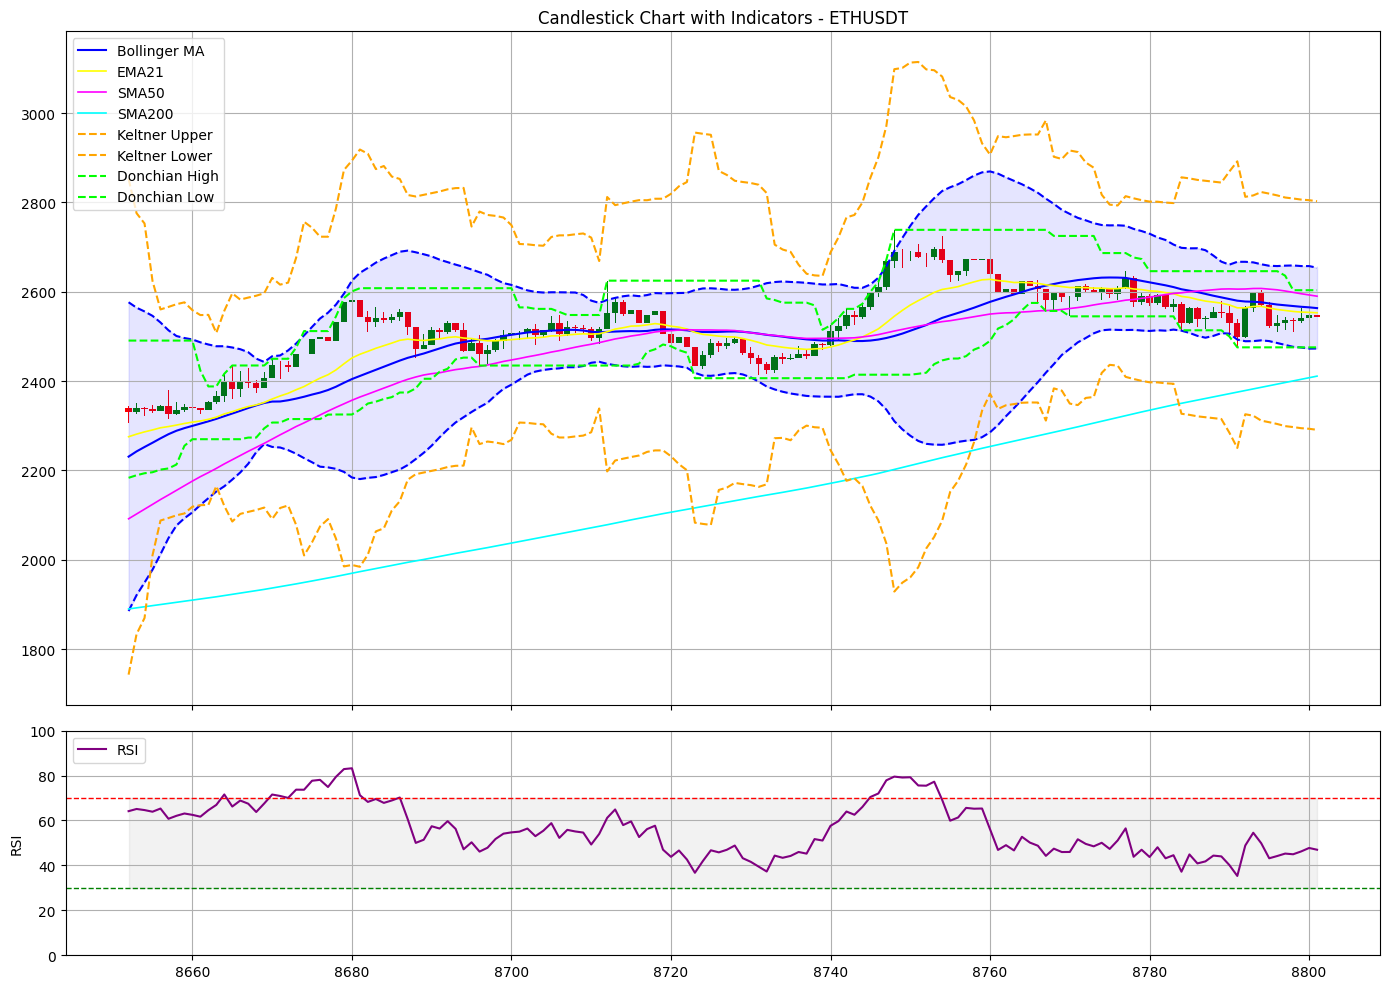 Candlestick Chart with Indicators - ETHUSDT
Bollinger MA
EMA21
SMA50
SMA200
Keltner Upper
Keltner Lower
Donchian High
Donchian Low
3000
2800
2600
2400
2200
2000
1800
RSI
100
80
60
40
20
0
RSI
8660
8680
8700
8720
8740
8760
8780
8800